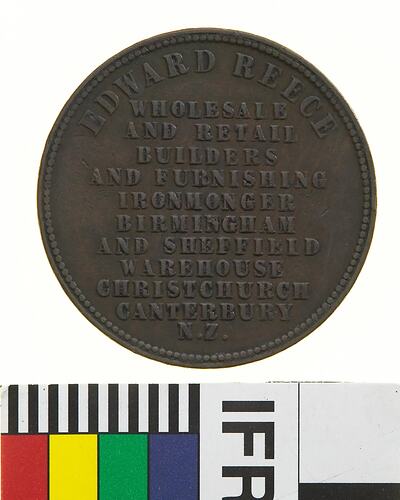 EDWARD REECE
WHOLESALE
AND RETAIL
BUILDERS
AND FURNISHING
IRONMONGER
BIRMINGHAM
AND SHEFFIELD
WAREHOUSE
CHRISTCHURCH
CANTERBURY
N.Z.
IFR